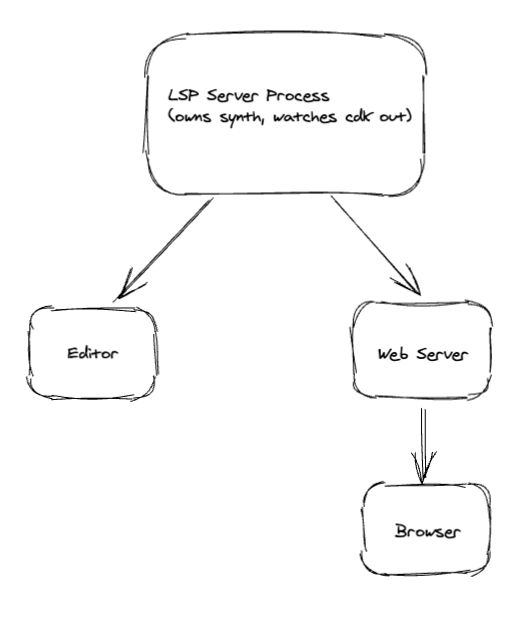 LSP Server Process
(owns synth, watches cdk out)
Editor
Web Server
Browser